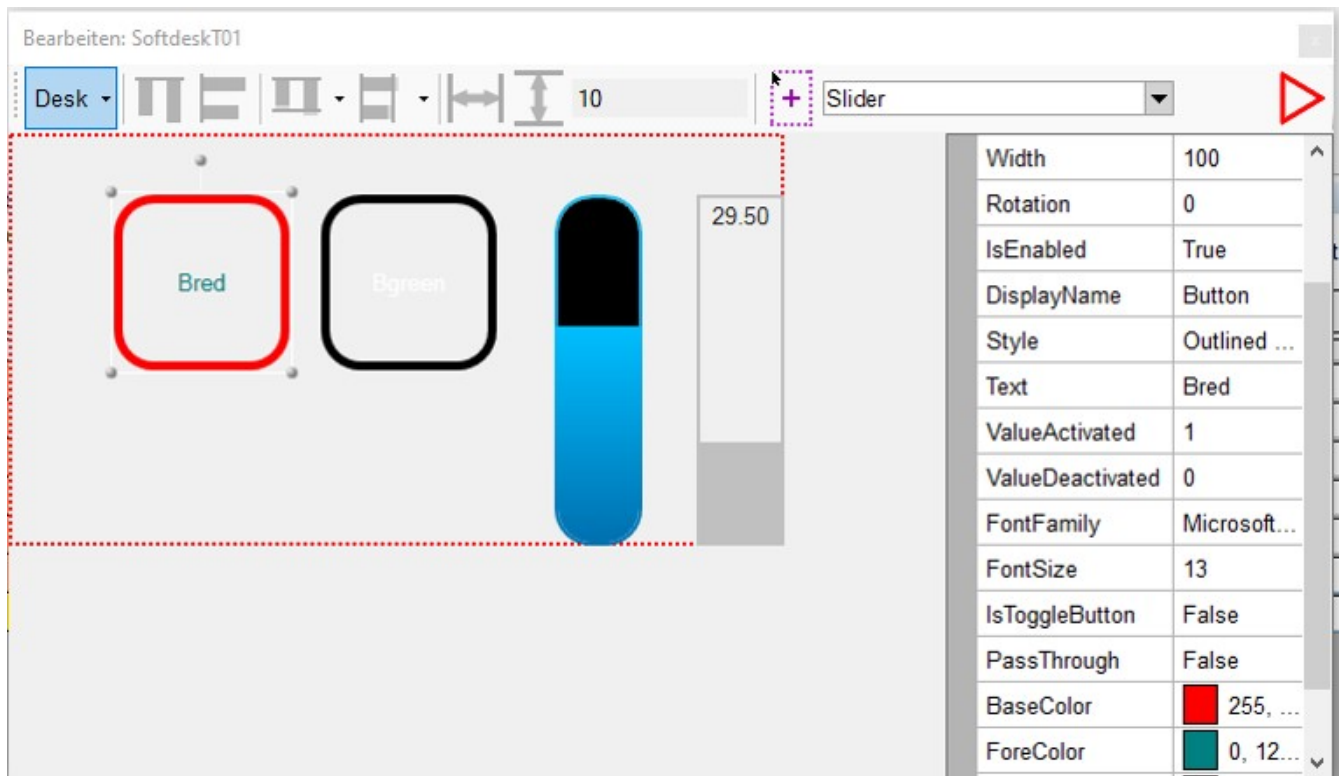 Bearbeiten: SoftdeskT01
Desk
10
Slider
Bred
Bgreen
29.50
Width 100
Rotation 0
IsEnabled True
DisplayName Button
Style Outlined ...
Text Bred
ValueActivated 1
ValueDeactivated 0
FontFamily Microsoft...
FontSize 13
IsToggleButton False
PassThrough False
BaseColor 255, ...
ForeColor 0, 12...